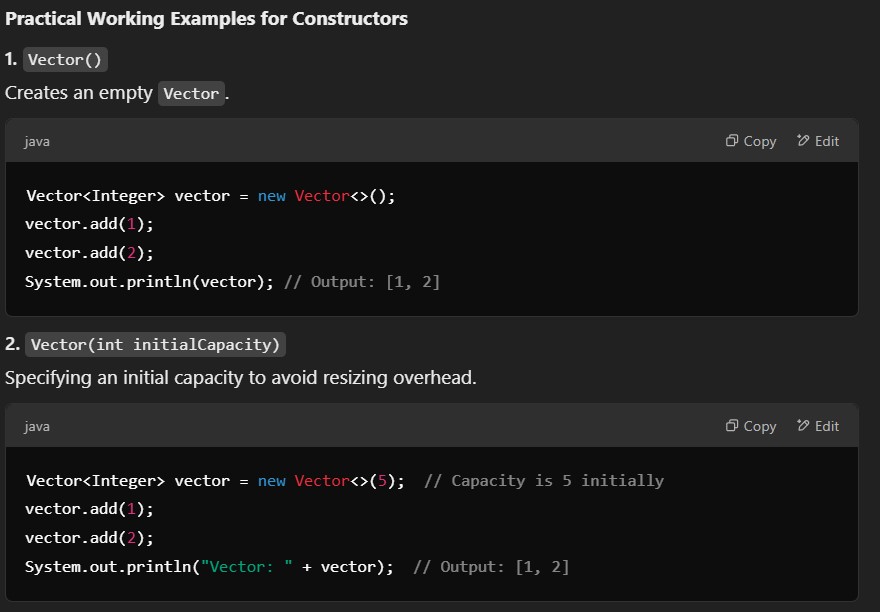 Practical Working Examples for Constructors
1. Vector()
Creates an empty Vector.
java Copy Edit
Vector<Integer> vector = new Vector<>();
vector.add(1);
vector.add(2);
System.out.println(vector); // Output: [1, 2]
2. Vector(int initialCapacity)
Specifying an initial capacity to avoid resizing overhead.
java Copy Edit
Vector<Integer> vector = new Vector<>(5);  // Capacity is 5 initially
vector.add(1);
vector.add(2);
System.out.println("Vector: " + vector);  // Output: [1, 2]